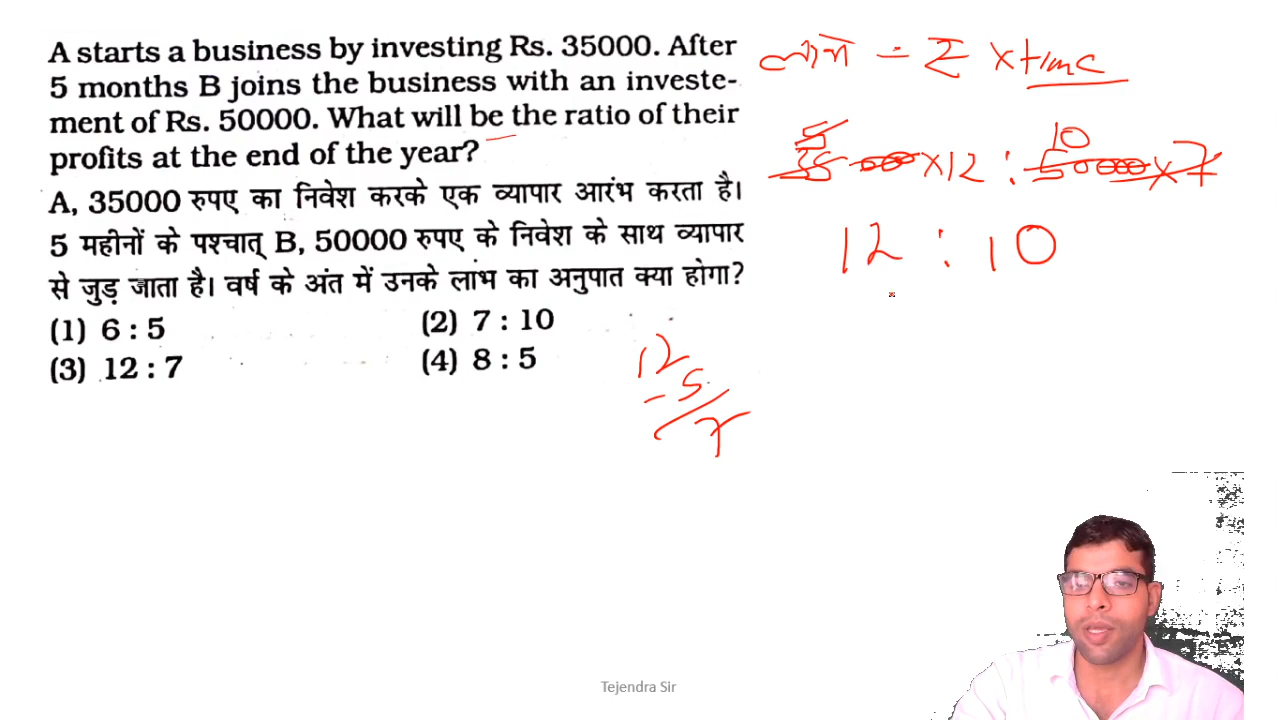 A starts a business by investing Rs. 35000. After
5 months B joins the business with an investe-
ment of Rs. 50000. What will be the ratio of their
profits at the end of the year?
A, 35000 रुपए का निवेश करके एक व्यापार आरंभ करता है।
5 महीनों के पश्चात् B, 50000 रुपए के निवेश के साथ व्यापार
से जुड़ जाता है। वर्ष के अंत में उनके लाभ का अनुपात क्या होगा?
(1) 6 : 5
(2) 7 : 10
(3) 12 : 7
(4) 8 : 5
लाभ = ₹ × time
5 10
35000 × 12 : 50000 × 7
12 : 10
12
- 5
7
Tejendra Sir